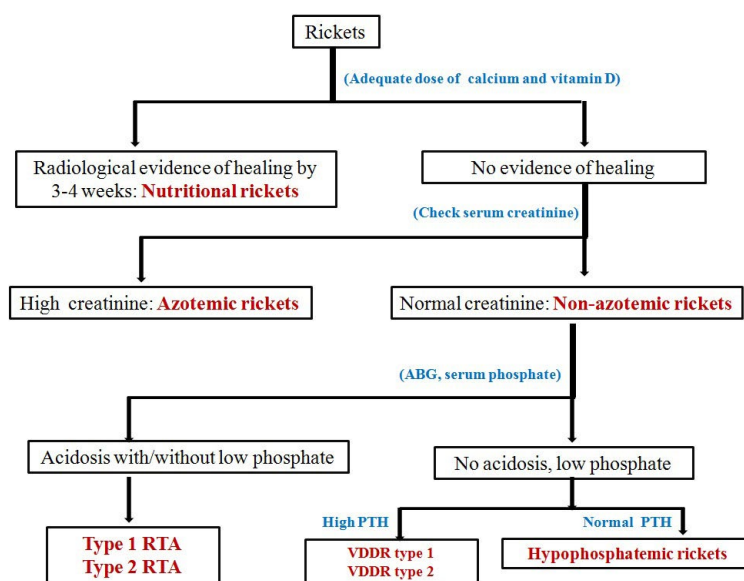 Rickets
(Adequate dose of calcium and vitamin D)
Radiological evidence of healing by
3-4 weeks: Nutritional rickets
No evidence of healing
(Check serum creatinine)
High creatinine: Azotemic rickets
Normal creatinine: Non-azotemic rickets
(ABG, serum phosphate)
Acidosis with/without low phosphate
No acidosis, low phosphate
High PTH
Normal PTH
Type 1 RTA
Type 2 RTA
VDDR type 1
VDDR type 2
Hypophosphatemic rickets